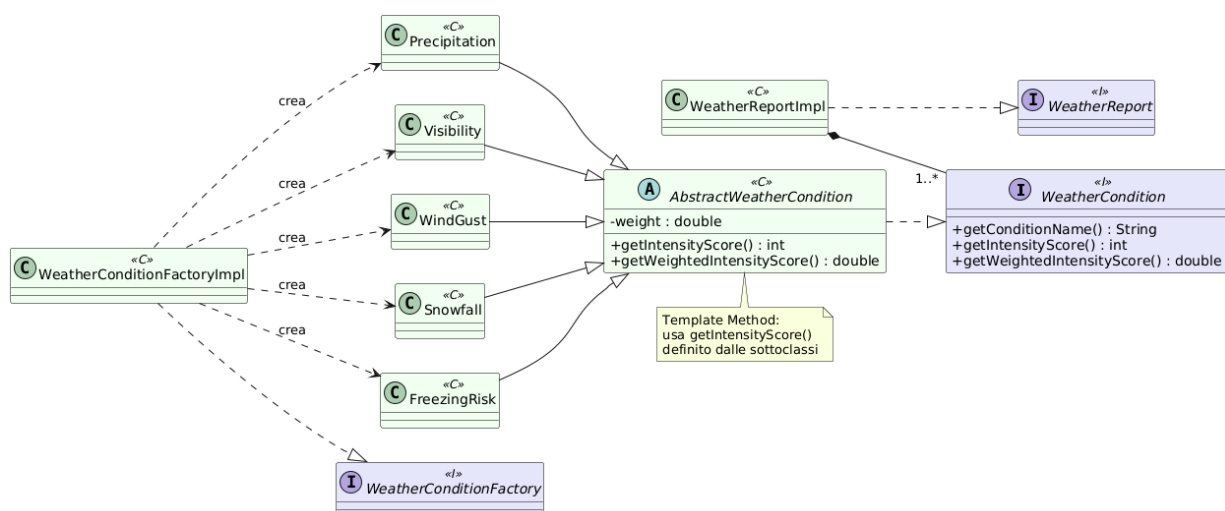 «C»
Precipitation
crea
«C»
Visibility
crea
«C»
WindGust
crea
«C»
WeatherConditionFactoryImpl
crea
«C»
Snowfall
crea
«C»
FreezingRisk
«I»
WeatherConditionFactory
«C»
WeatherReportImpl
«I»
WeatherReport
1..*
«C»
AbstractWeatherCondition
-weight : double
+getIntensityScore() : int
+getWeightedIntensityScore() : double
«I»
WeatherCondition
+getConditionName() : String
+getIntensityScore() : int
+getWeightedIntensityScore() : double
Template Method:
usa getIntensityScore()
definito dalle sottoclassi
C
C
C
C
C
C
I
C
I
A
I